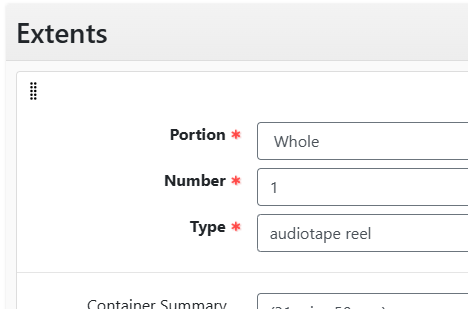 Extents
Portion *
Whole
Number *
1
Type *
audiotape reel
Container Summary